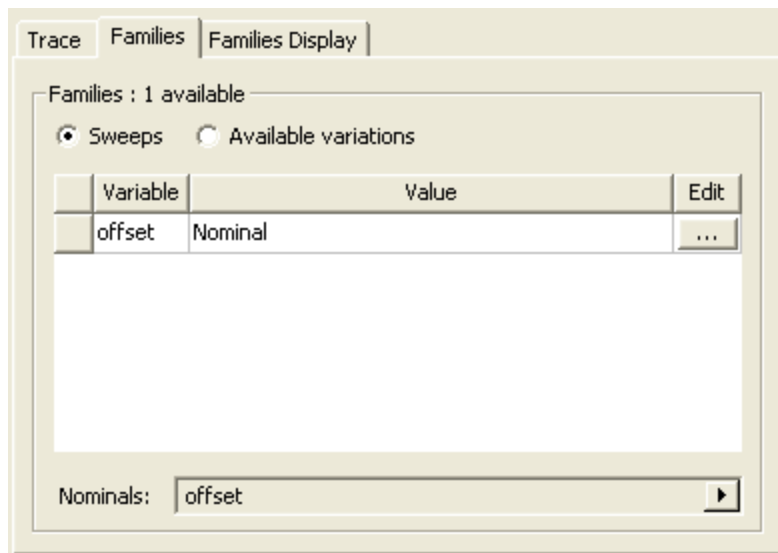 Trace Families Families Display
Families : 1 available
Sweeps Available variations
Variable Value Edit
offset Nominal ...
Nominals: offset